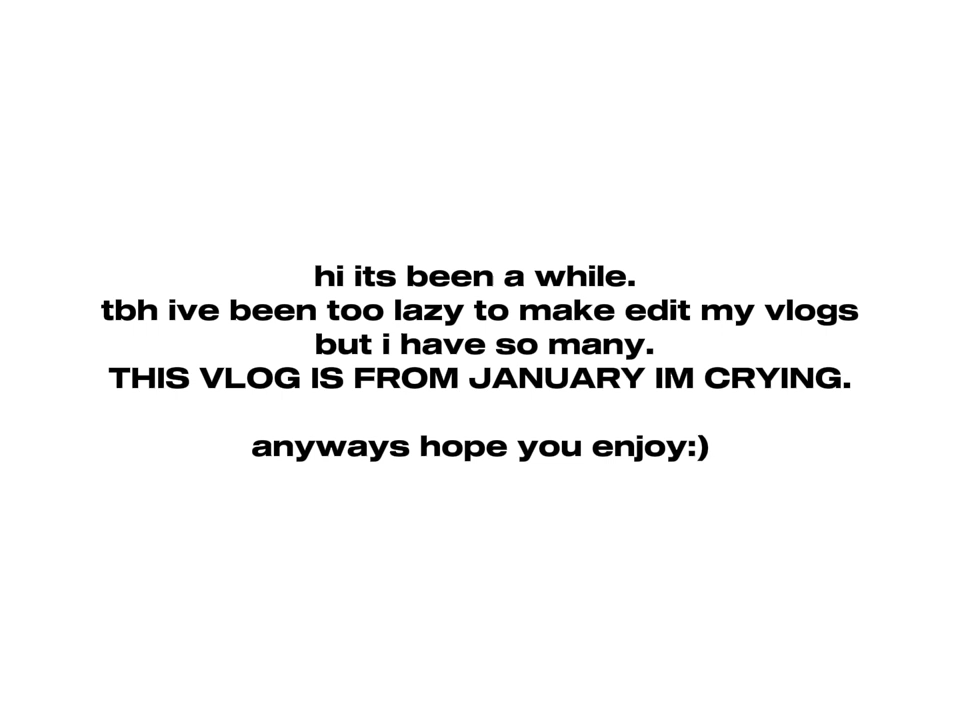 hi its been a while.
tbh ive been too lazy to make edit my vlogs
but i have so many.
THIS VLOG IS FROM JANUARY IM CRYING.
anyways hope you enjoy:)